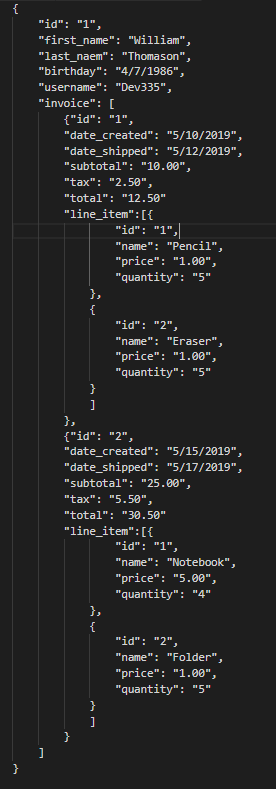 {
"id": "1",
"first_name": "William",
"last_naem": "Thomason",
"birthday": "4/7/1986",
"username": "Dev335",
"invoice": [
{"id": "1",
"date_created": "5/10/2019",
"date_shipped": "5/12/2019",
"subtotal": "10.00",
"tax": "2.50",
"total": "12.50"
"line_item":[{
"id": "1",
"name": "Pencil",
"price": "1.00",
"quantity": "5"
},
{
"id": "2",
"name": "Eraser",
"price": "1.00",
"quantity": "5"
}
]
},
{"id": "2",
"date_created": "5/15/2019",
"date_shipped": "5/17/2019",
"subtotal": "25.00",
"tax": "5.50",
"total": "30.50"
"line_item":[{
"id": "1",
"name": "Notebook",
"price": "5.00",
"quantity": "4"
},
{
"id": "2",
"name": "Folder",
"price": "1.00",
"quantity": "5"
}
]
}
]
}